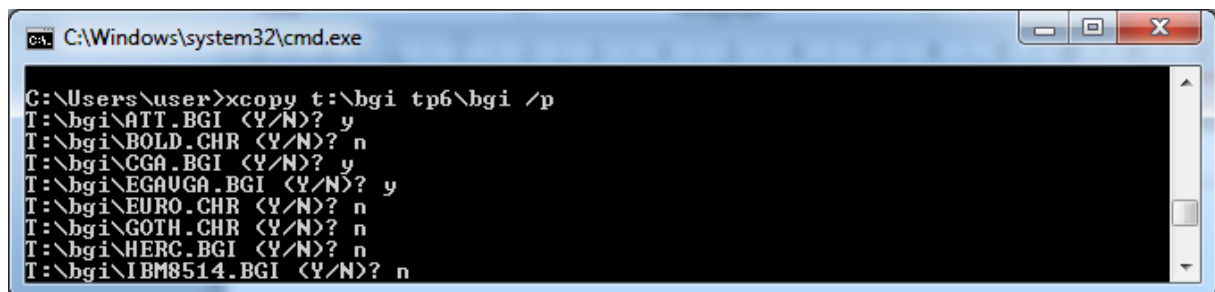 C:\Windows\system32\cmd.exe
C:\Users\user>xcopy t:\bgi tp6\bgi /p
T:\bgi\ATT.BGI (Y/N)? y
T:\bgi\BOLD.CHR (Y/N)? n
T:\bgi\CGA.BGI (Y/N)? y
T:\bgi\EGAVGA.BGI (Y/N)? y
T:\bgi\EURO.CHR (Y/N)? n
T:\bgi\GOTH.CHR (Y/N)? n
T:\bgi\HERC.BGI (Y/N)? n
T:\bgi\IBM8514.BGI (Y/N)? n